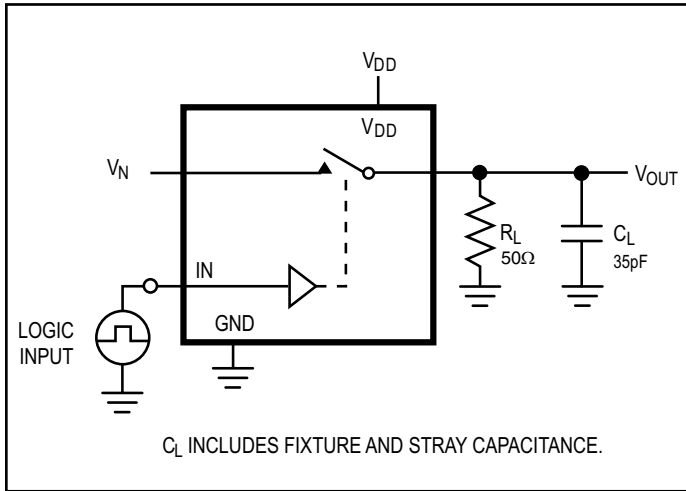 VDD
VDD
VN
VOUT
RL
50Ω
CL
35pF
IN
GND
LOGIC
INPUT
CL INCLUDES FIXTURE AND STRAY CAPACITANCE.